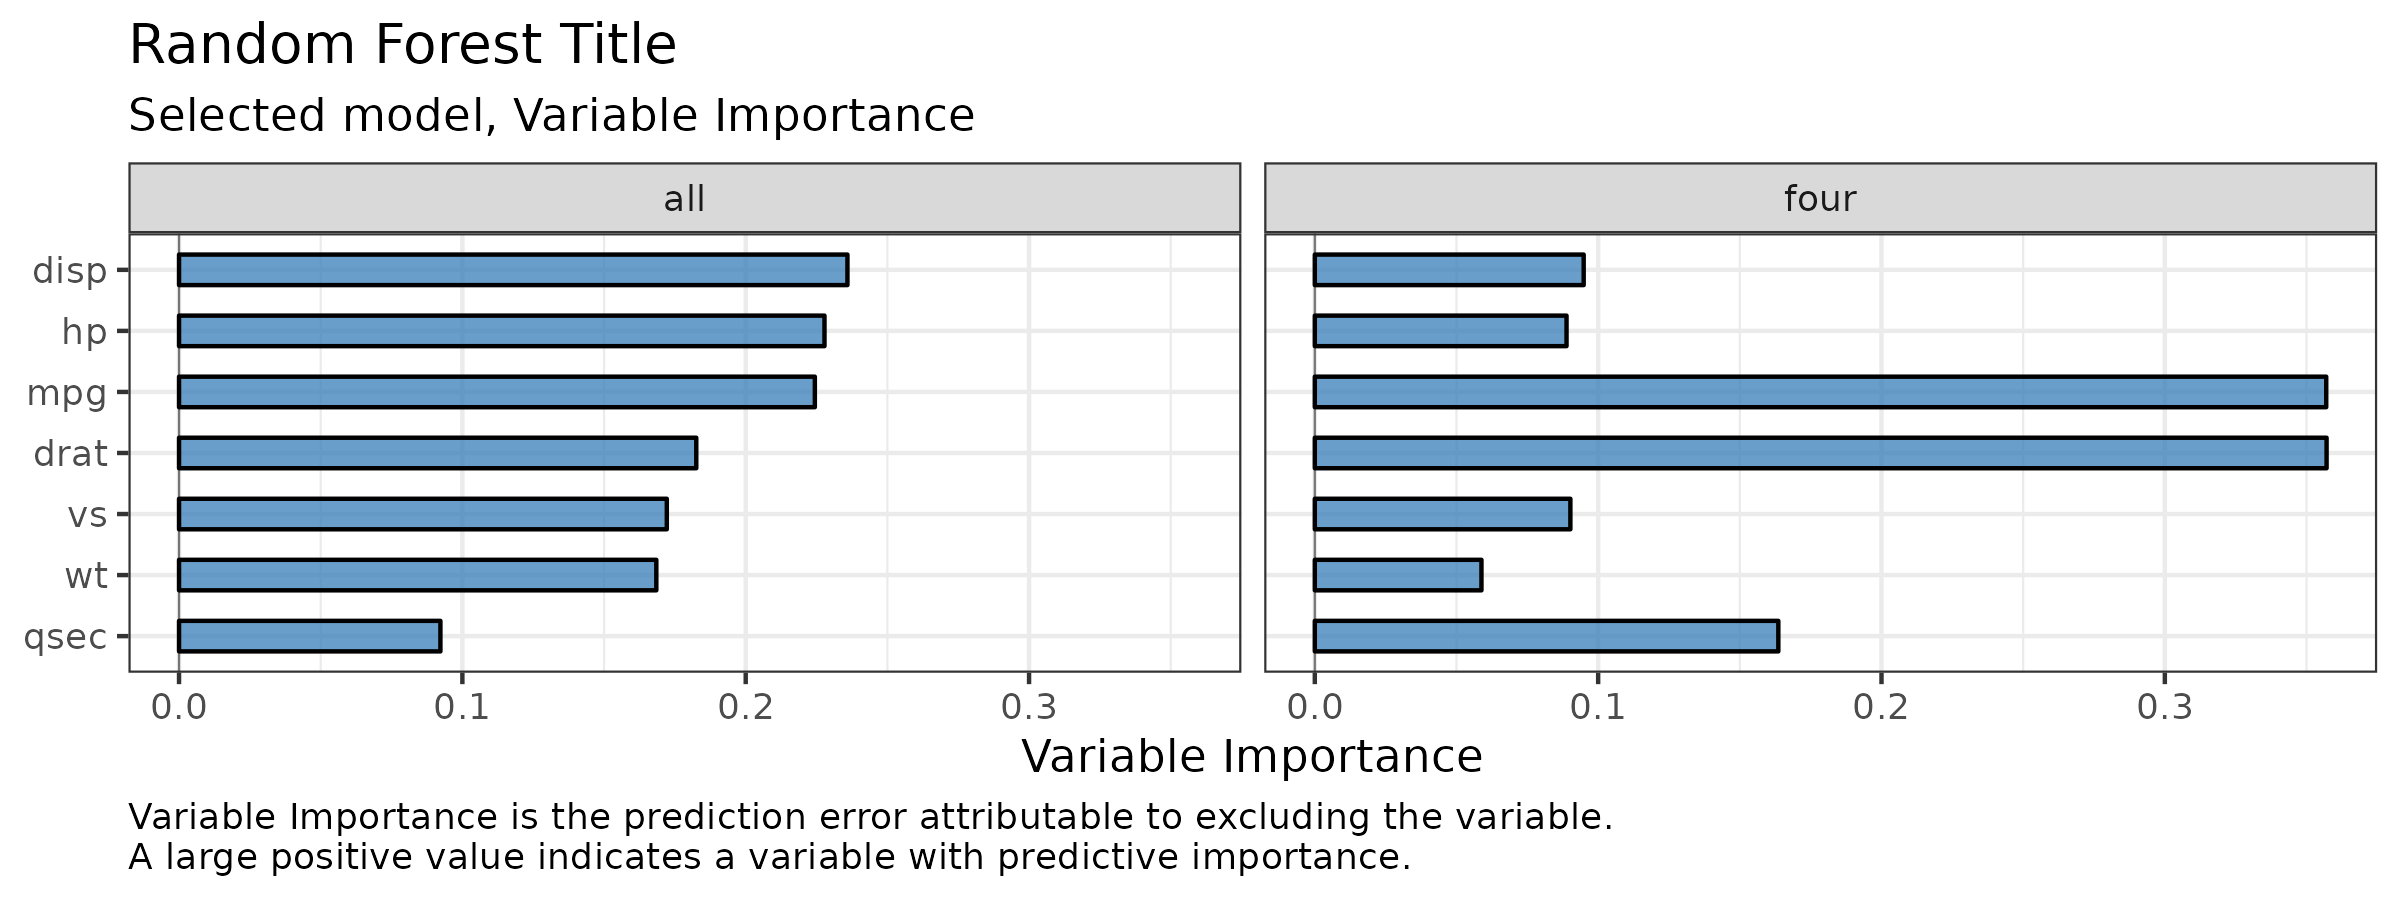 Random Forest Title
Selected model, Variable Importance
all
four
disp
hp
mpg
drat
vs
wt
qsec
0.0 0.1 0.2 0.3
0.0 0.1 0.2 0.3
Variable Importance
Variable Importance is the prediction error attributable to excluding the variable.
A large positive value indicates a variable with predictive importance.